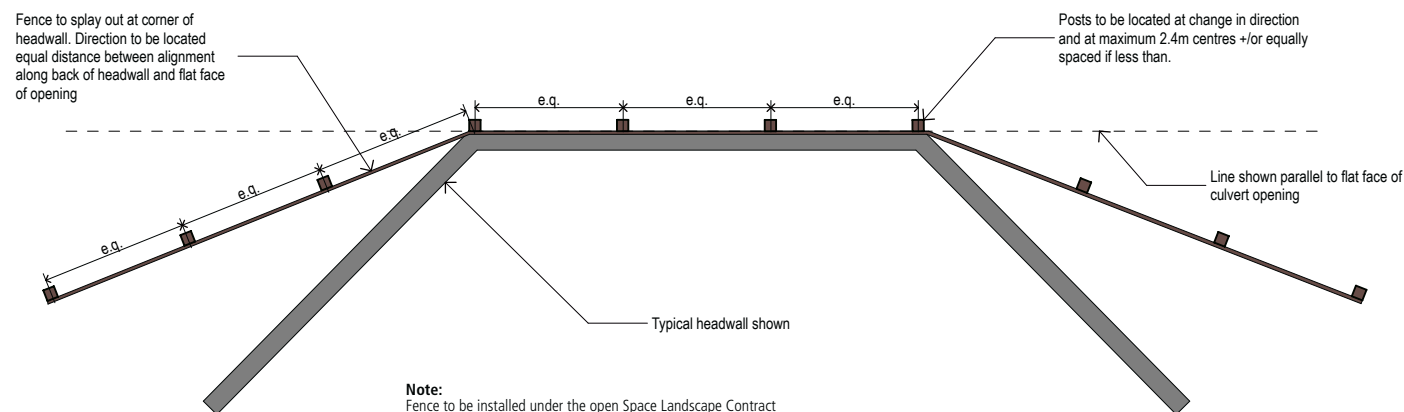 Fence to splay out at corner of
headwall. Direction to be located
equal distance between alignment
along back of headwall and flat face
of opening
Posts to be located at change in direction
and at maximum 2.4m centres +/or equally
spaced if less than.
e.q.
e.q.
e.q.
e.q.
e.q.
e.q.
Line shown parallel to flat face of
culvert opening
Typical headwall shown
Note:
Fence to be installed under the open Space Landscape Contract